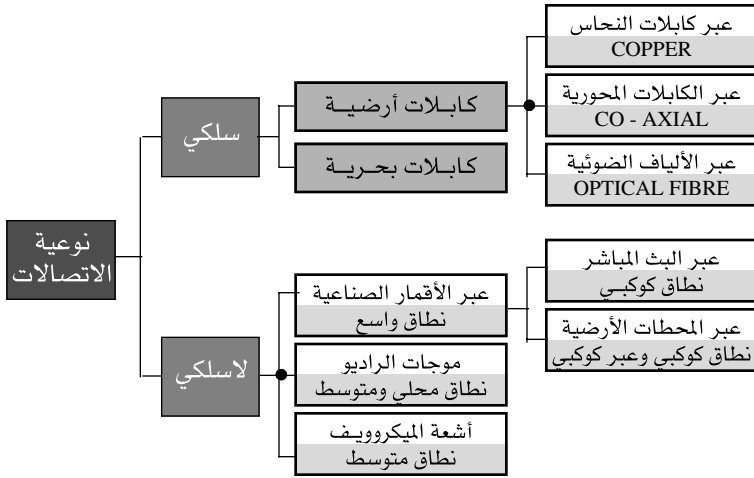 نوعية
الاتصالات
سلكي
كابلات أرضية
عبر كابلات النحاس
COPPER
عبر الكابلات المحورية
CO - AXIAL
عبر الألياف الضوئية
OPTICAL FIBRE
كابلات بحرية
لاسلكي
عبر الأقمار الصناعية
نطاق واسع
عبر البث المباشر
نطاق كوكبي
عبر المحطات الأرضية
نطاق كوكبي وعبر كوكبي
موجات الراديو
نطاق محلي ومتوسط
أشعة الميكروويف
نطاق متوسط